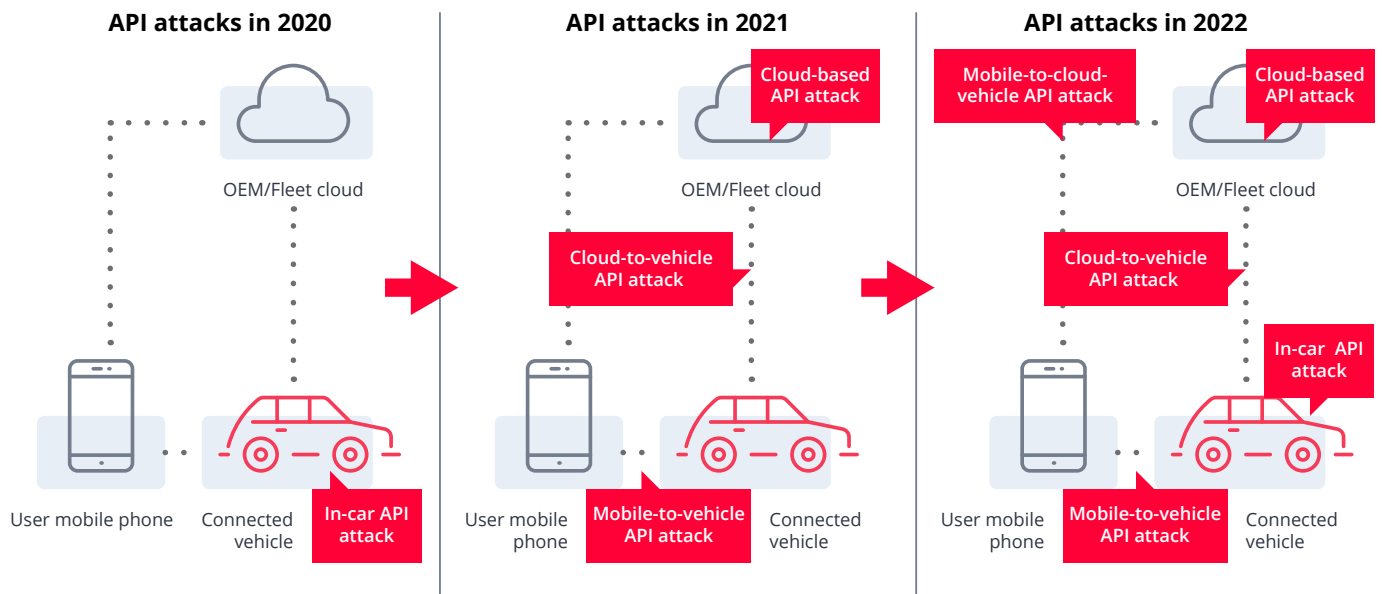 API attacks in 2020
OEM/Fleet cloud
User mobile phone
Connected
vehicle
In-car API
attack
API attacks in 2021
Cloud-based
API attack
OEM/Fleet cloud
Cloud-to-vehicle
API attack
User mobile
phone
Mobile-to-vehicle
API attack
Connected
vehicle
API attacks in 2022
Mobile-to-cloud-
vehicle API attack
Cloud-based
API attack
OEM/Fleet cloud
Cloud-to-vehicle
API attack
In-car API
attack
User mobile
phone
Mobile-to-vehicle
API attack
Connected
vehicle